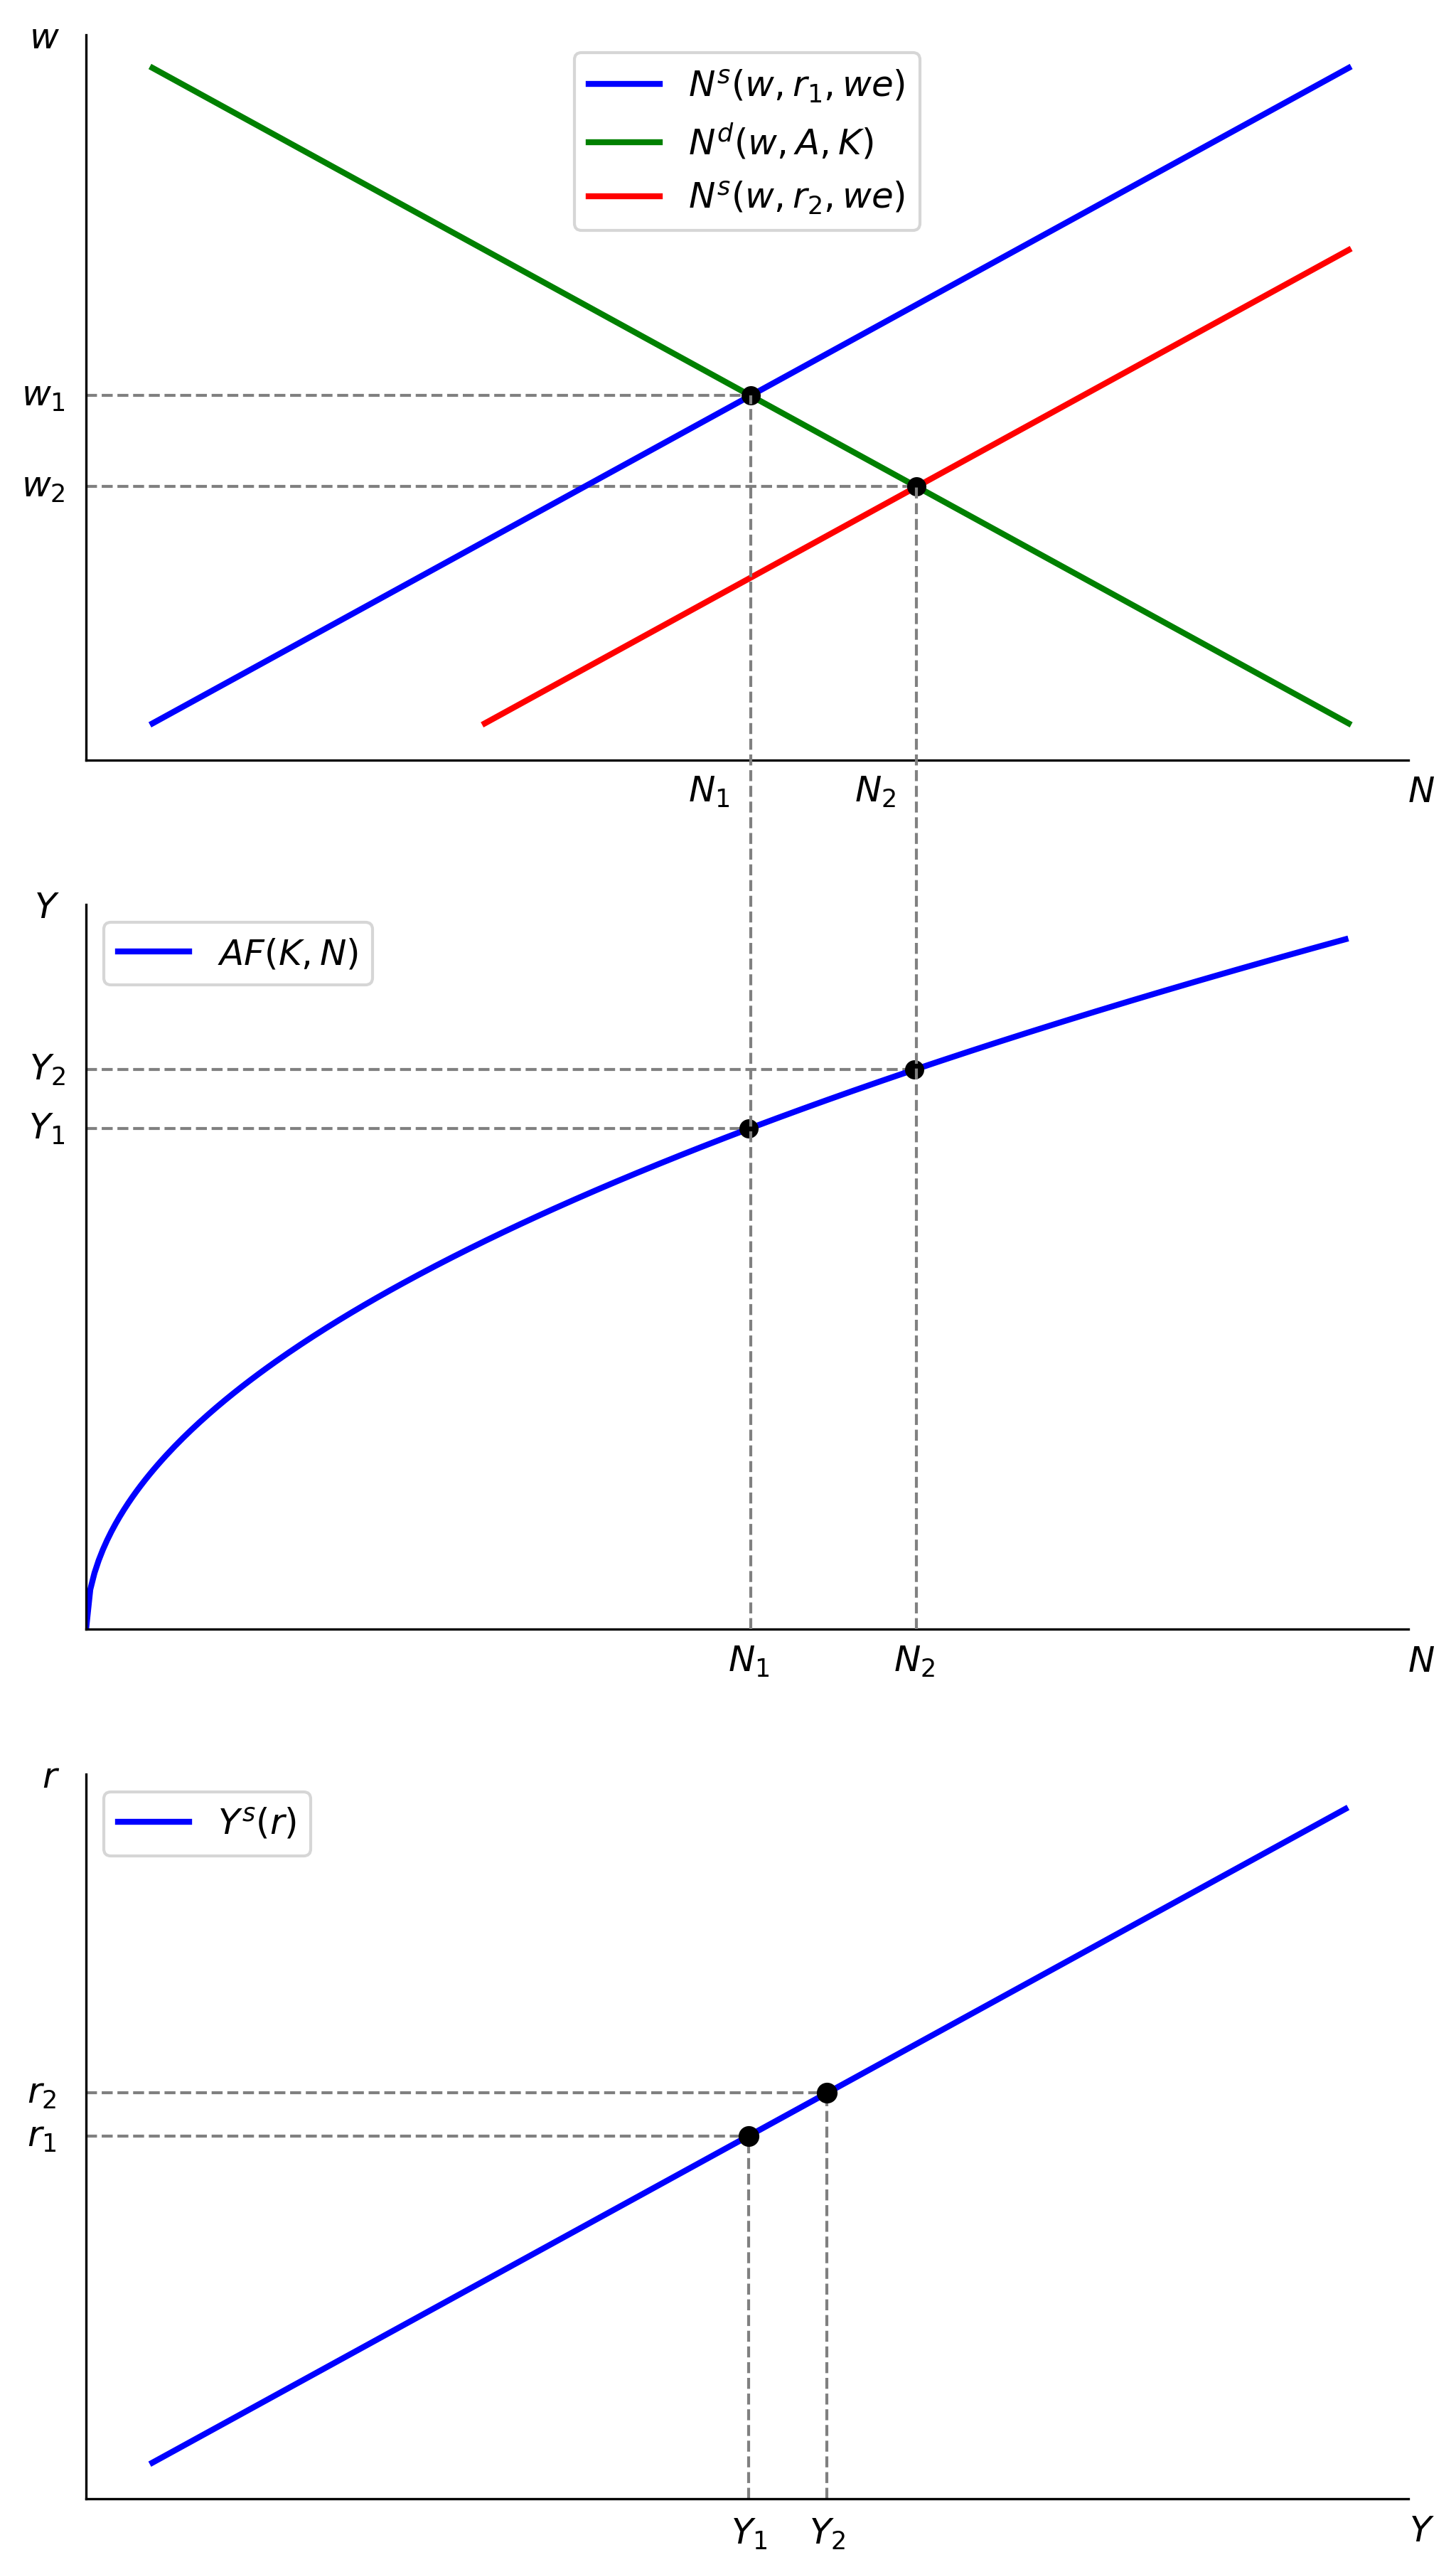 w
N^s(w, r_1, we)
N^d(w, A, K)
N^s(w, r_2, we)
w_1
w_2
N_1 N_2 N
Y
AF(K, N)
Y_2
Y_1
N_1 N_2 N
r
Y^s(r)
r_2
r_1
Y_1 Y_2 Y